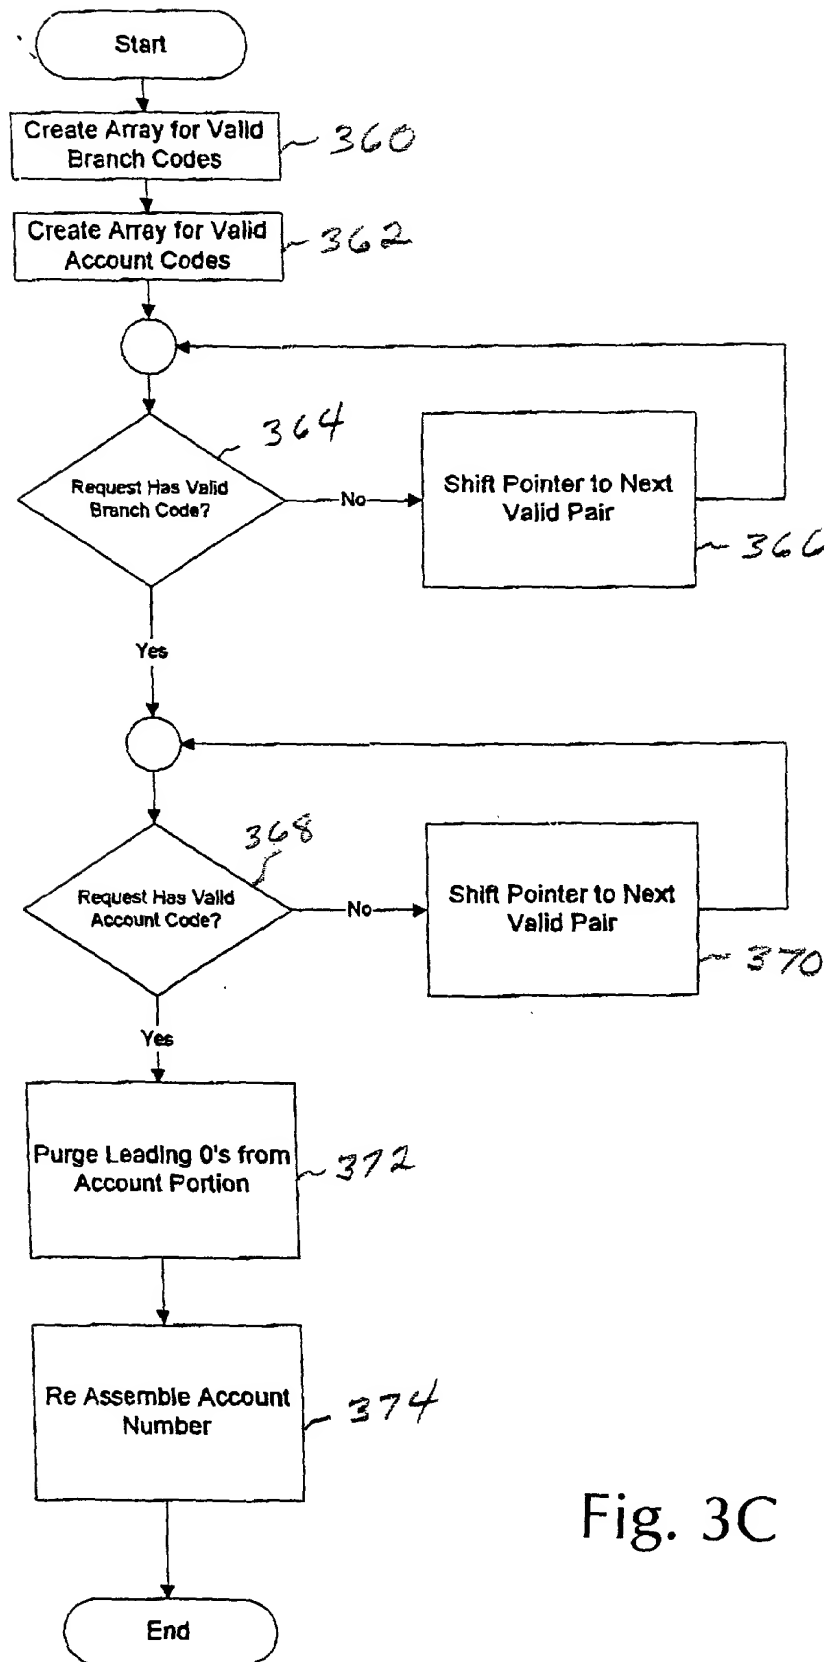 Start
Create Array for Valid
Branch Codes
360
Create Array for Valid
Account Codes
362
364
Request Has Valid
Branch Code?
No
Shift Pointer to Next
Valid Pair
366
Yes
368
Request Has Valid
Account Code?
No
Shift Pointer to Next
Valid Pair
370
Yes
Purge Leading 0's from
Account Portion
372
Re Assemble Account
Number
374
Fig. 3C
End